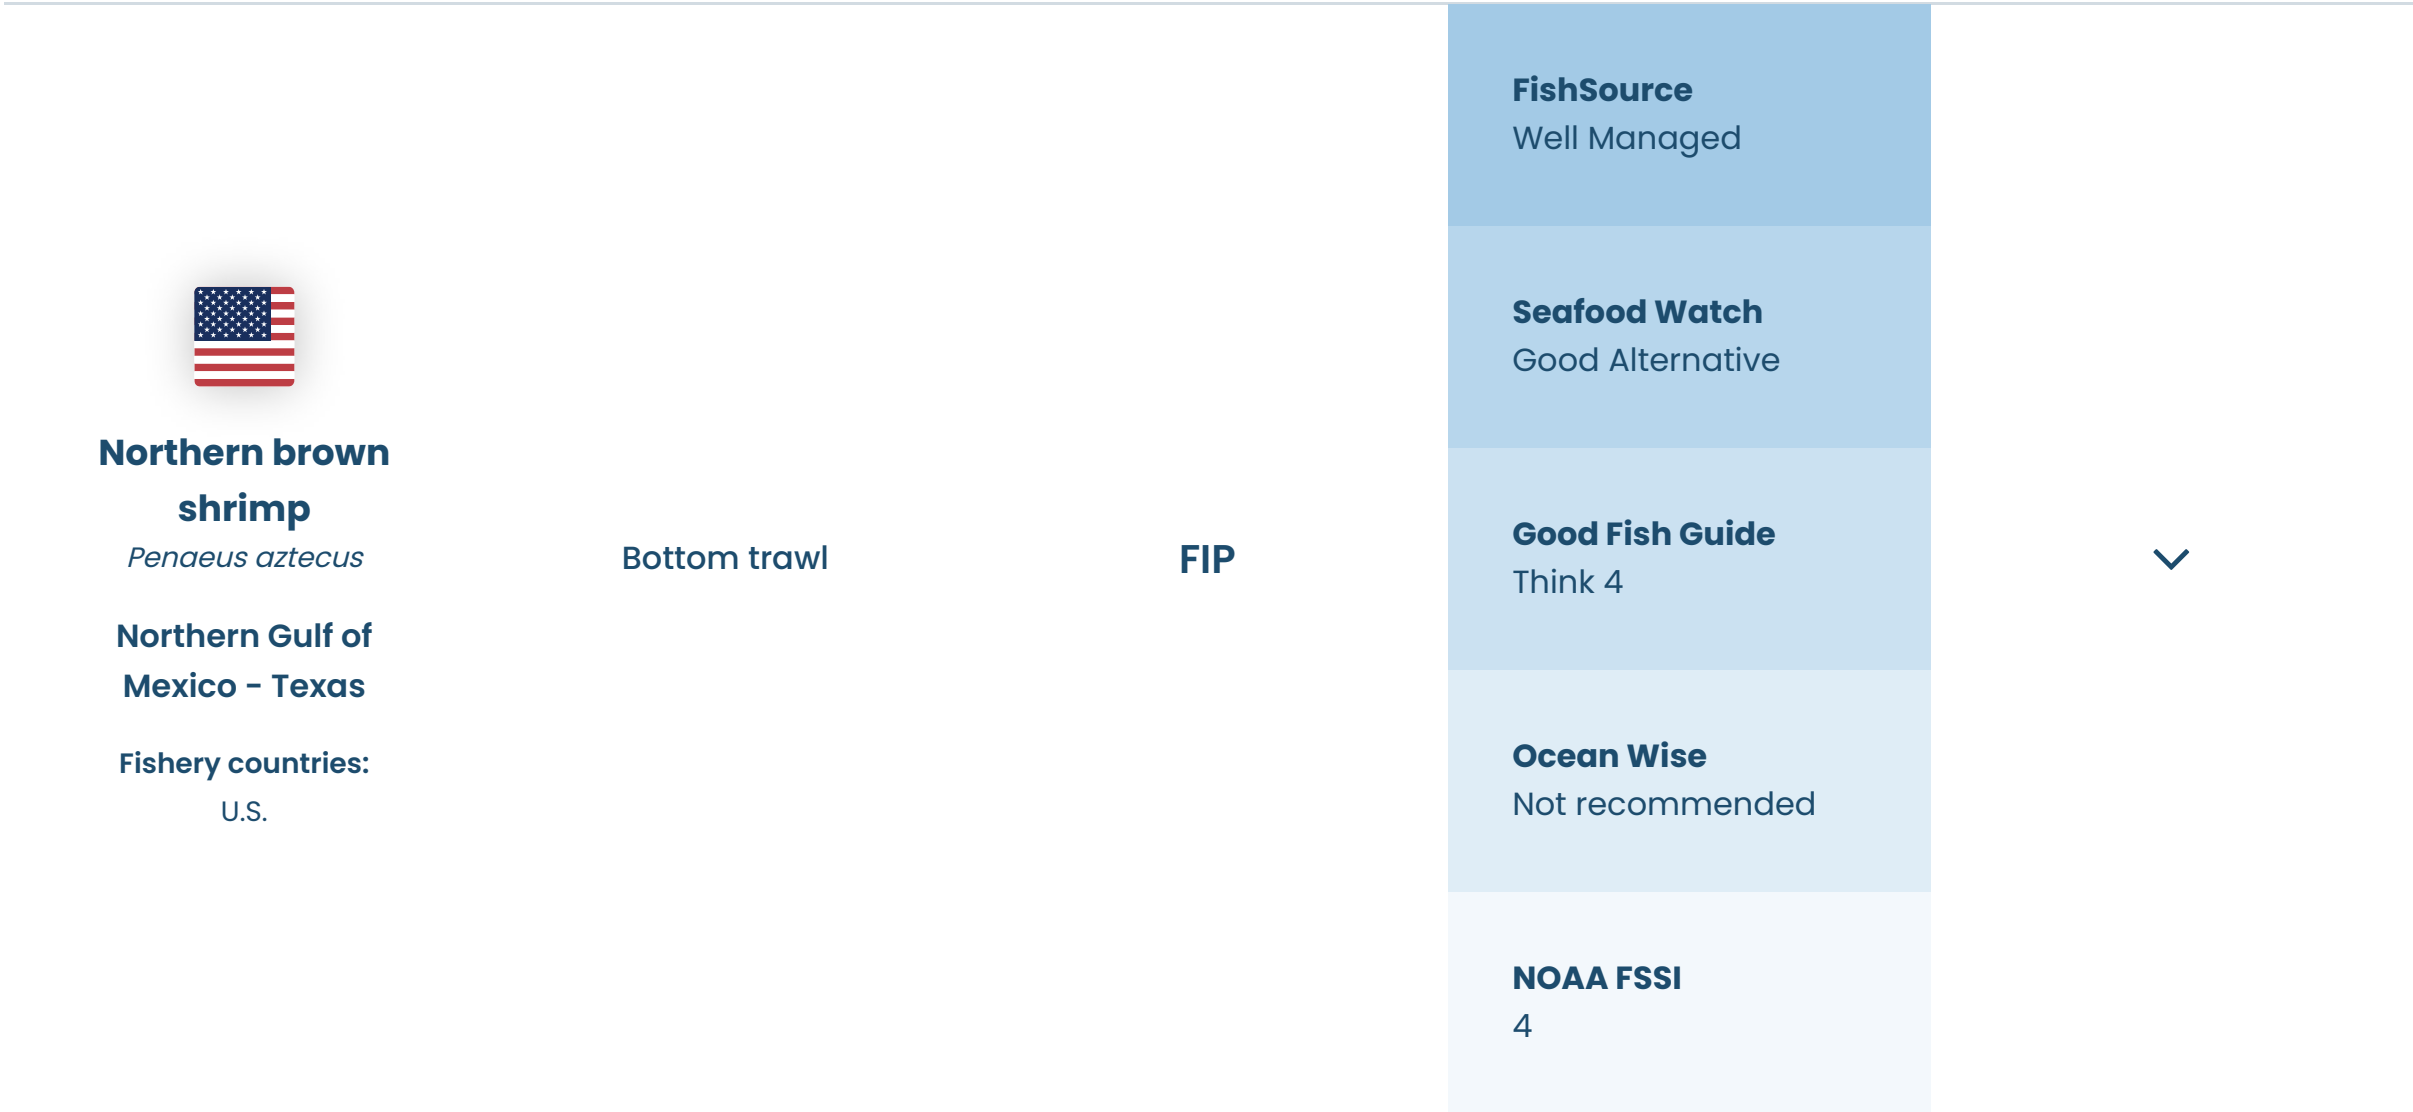 Northern brown
shrimp
Penaeus aztecus
Northern Gulf of
Mexico - Texas
Fishery countries:
U.S.
Bottom trawl
FIP
FishSource
Well Managed
Seafood Watch
Good Alternative
Good Fish Guide
Think 4
Ocean Wise
Not recommended
NOAA FSSI
4